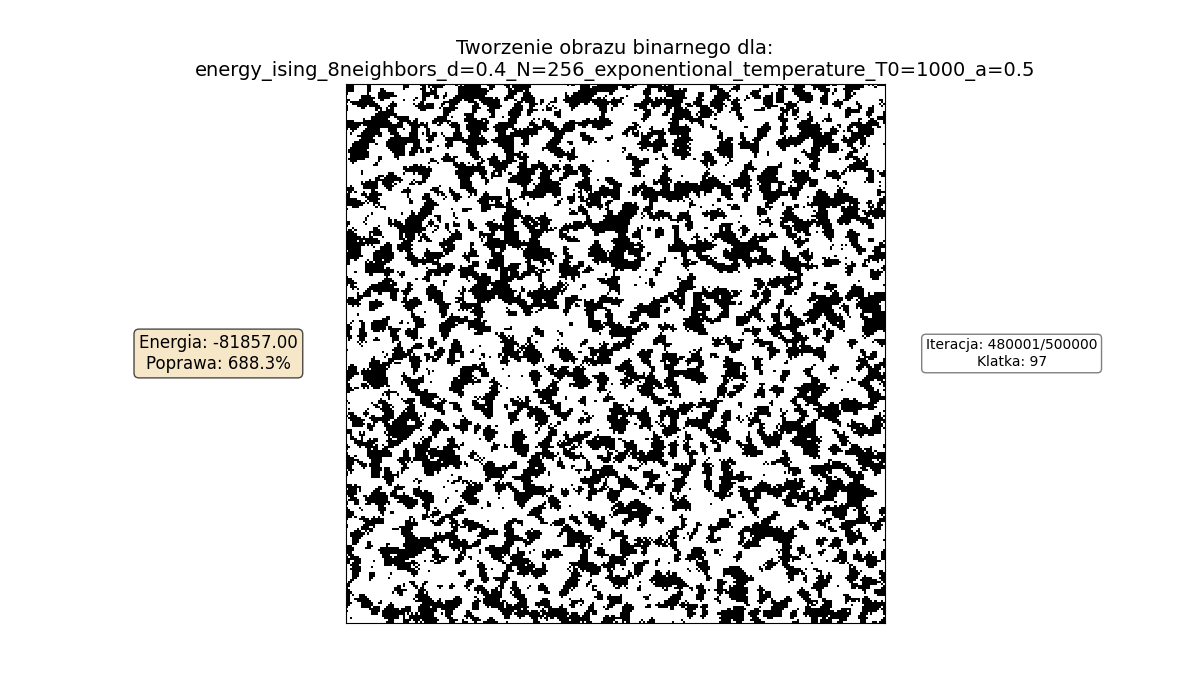 Tworzenie obrazu binarnego dla:
energy_ising_8neighbors_d=0.4_N=256_exponentional_temperature_T0=1000_a=0.5
Energia: -81857.00
Poprawa: 688.3%
Iteracja: 480001/500000
Klatka: 97